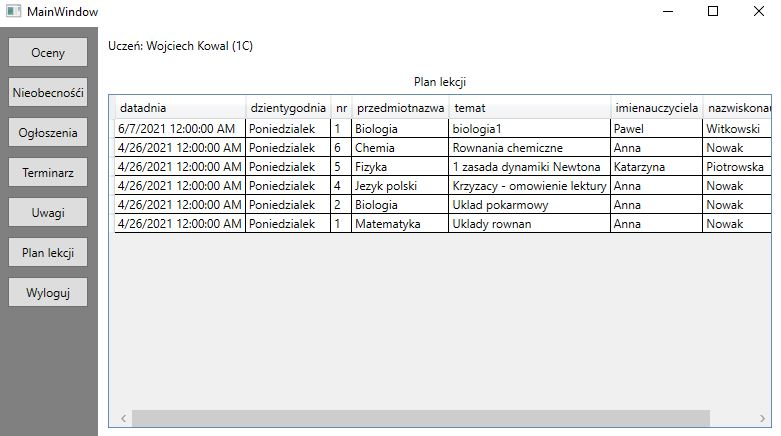 MainWindow
Oceny
Nieobecnośći
Ogłoszenia
Terminarz
Uwagi
Plan lekcji
Wyloguj
Uczeń: Wojciech Kowal (1C)
Plan lekcji
datadnia dzientygodnia nr przedmiotnazwa temat imienauczyciela nazwiskonau
6/7/2021 12:00:00 AM Poniedzialek 1 Biologia biologia1 Pawel Witkowski
4/26/2021 12:00:00 AM Poniedzialek 6 Chemia Rownania chemiczne Anna Nowak
4/26/2021 12:00:00 AM Poniedzialek 5 Fizyka 1 zasada dynamiki Newtona Katarzyna Piotrowska
4/26/2021 12:00:00 AM Poniedzialek 4 Jezyk polski Krzyzacy - omowienie lektury Anna Nowak
4/26/2021 12:00:00 AM Poniedzialek 2 Biologia Uklad pokarmowy Anna Nowak
4/26/2021 12:00:00 AM Poniedzialek 1 Matematyka Uklady rownan Anna Nowak